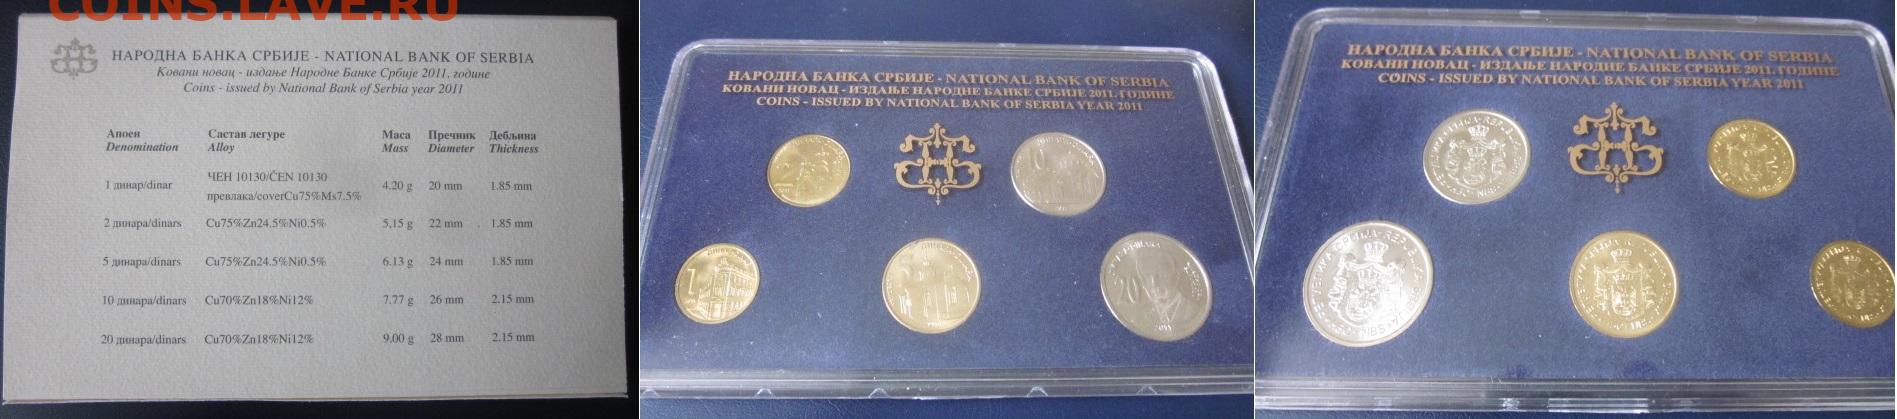 COINS.LAVE.RU
НАРОДНА БАНКА СРБИЈЕ - NATIONAL BANK OF SERBIA
Ковани новац - издање Народне Банке Србије 2011. године
Coins - issued by National Bank of Serbia year 2011
Апоен Састав легуре Маса Пречник Дебљина
Denomination Alloy Mass Diameter Thickness
1 динар/dinar ЧЕН 10130/ČEN 10130 4.20 g 20 mm 1.85 mm
превлака/coverCu75%Ms7.5%
2 динара/dinars Cu75%Zn24.5%Ni0.5% 5,15 g 22 mm . 1.85 mm
5 динара/dinars Cu75%Zn24.5%Ni0.5% 6.13 g 24 mm 1.85 mm
10 динара/dinars Cu70%Zn18%Ni12% 7.77 g 26 mm 2.15 mm
20 динара/dinars Cu70%Zn18%Ni12% 9.00 g 28 mm 2.15 mm
НАРОДНА БАНКА СРБИЈЕ - NATIONAL BANK OF SERBIA
КОВАНИ НОВАЦ - ИЗДАЊЕ НАРОДНЕ БАНКЕ СРБИЈЕ 2011. ГОДИНЕ
COINS - ISSUED BY NATIONAL BANK OF SERBIA YEAR 2011
2
10
1
20
2011
НАРОДНА БАНКА СРБИЈЕ - NATIONAL BANK OF SERBIA
КОВАНИ НОВАЦ - ИЗДАЊЕ НАРОДНЕ БАНКЕ СРБИЈЕ 2011. ГОДИНЕ
COINS - ISSUED BY NATIONAL BANK OF SERBIA YEAR 2011